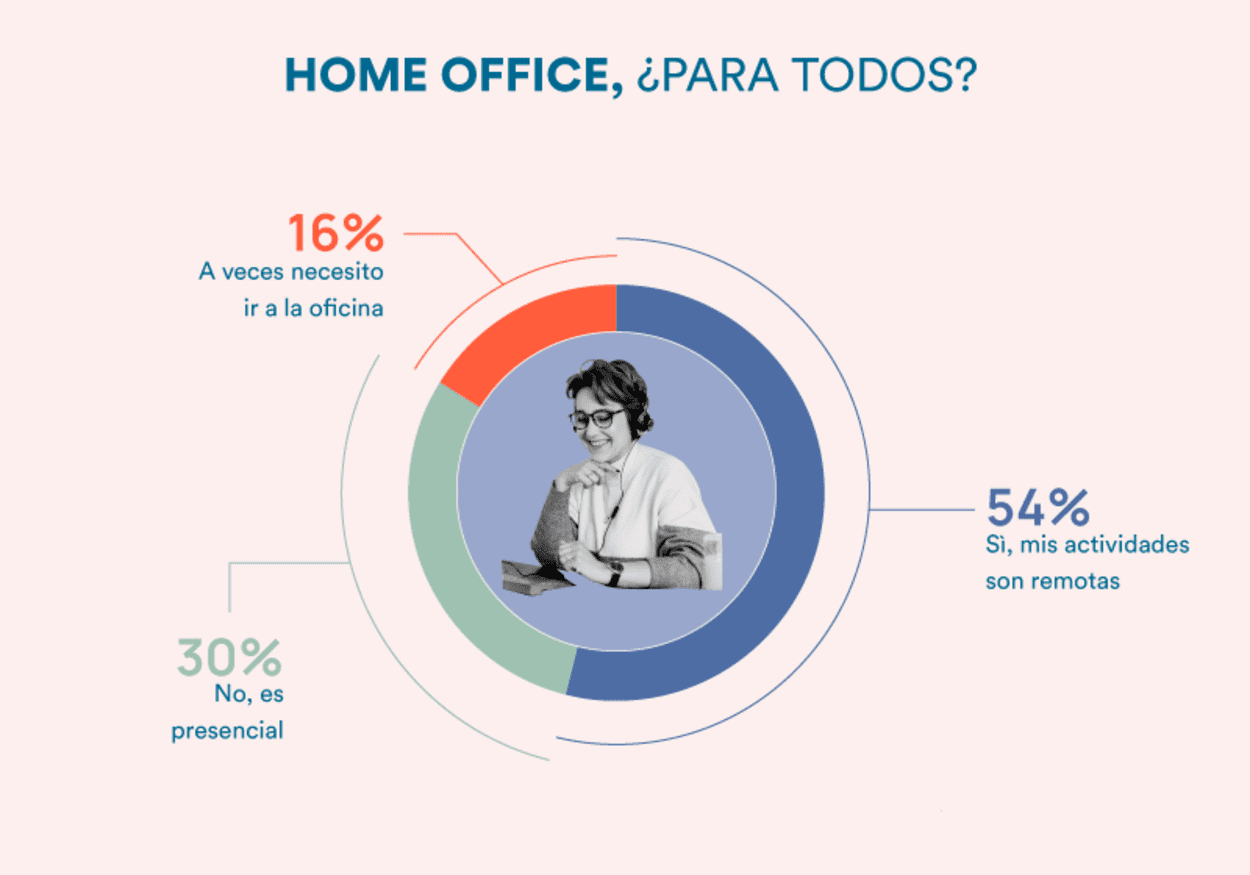 HOME OFFICE, ¿PARA TODOS?
16%
A veces necesito
ir a la oficina
54%
Sì, mis actividades
son remotas
30%
No, es
presencial